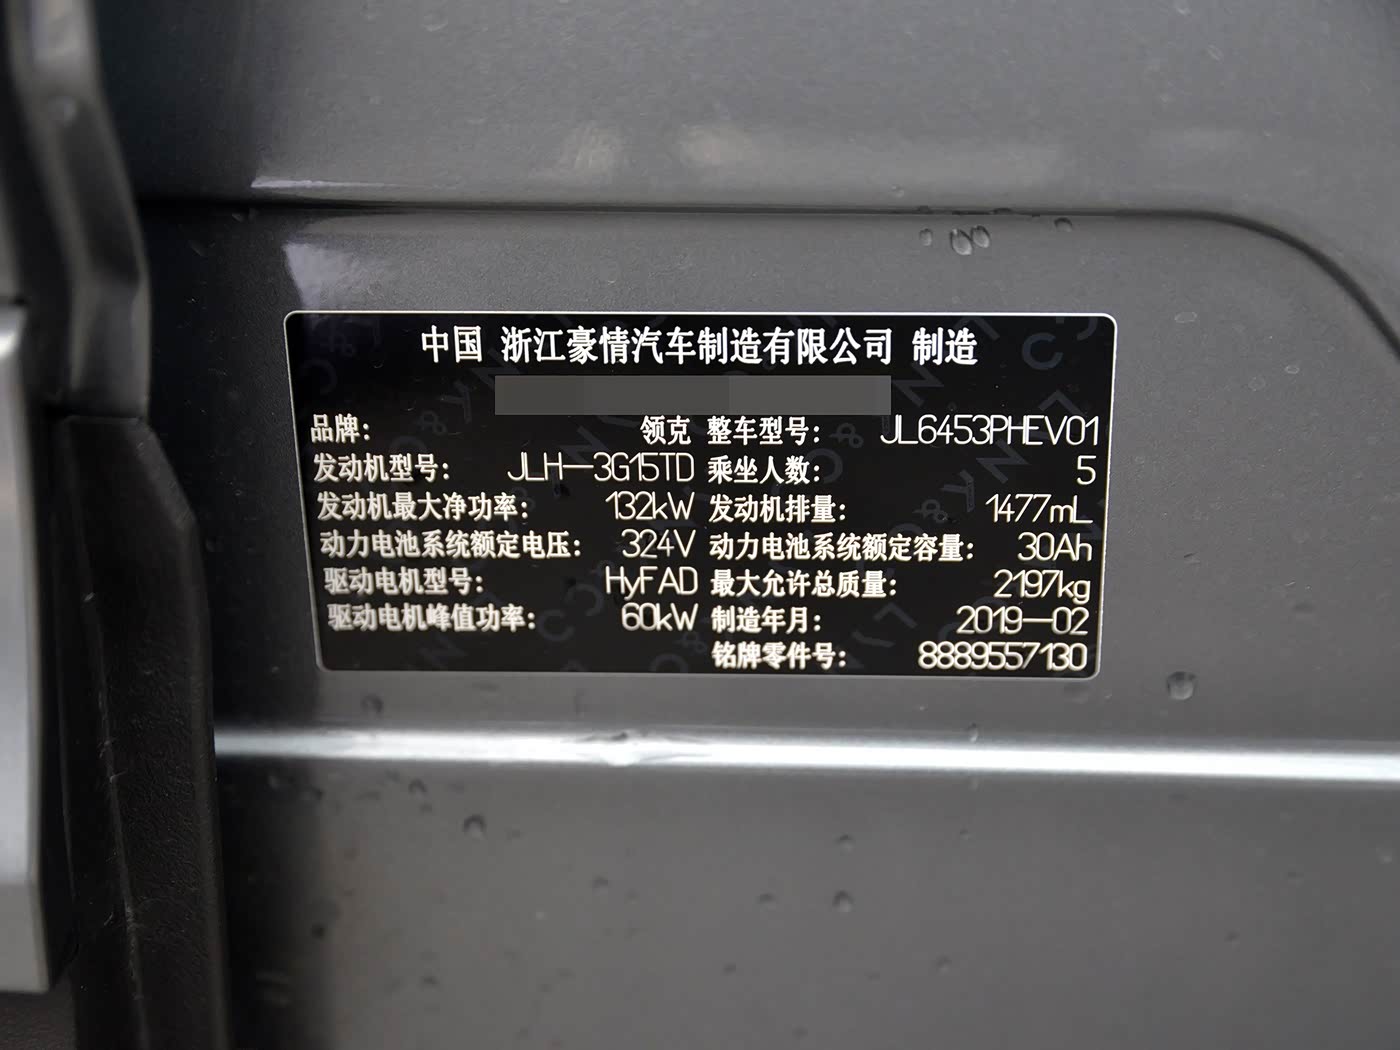 中国 浙江豪情汽车制造有限公司 制造
品牌: 领克 整车型号: JL6453PHEV01
发动机型号: JLH-3G15TD 乘坐人数: 5
发动机最大净功率: 132kW 发动机排量: 1477mL
动力电池系统额定电压: 324V 动力电池系统额定容量: 30Ah
驱动电机型号: HyFAD 最大允许总质量: 2197kg
驱动电机峰值功率: 60kW 制造年月: 2019-02
铭牌零件号: 8889557130